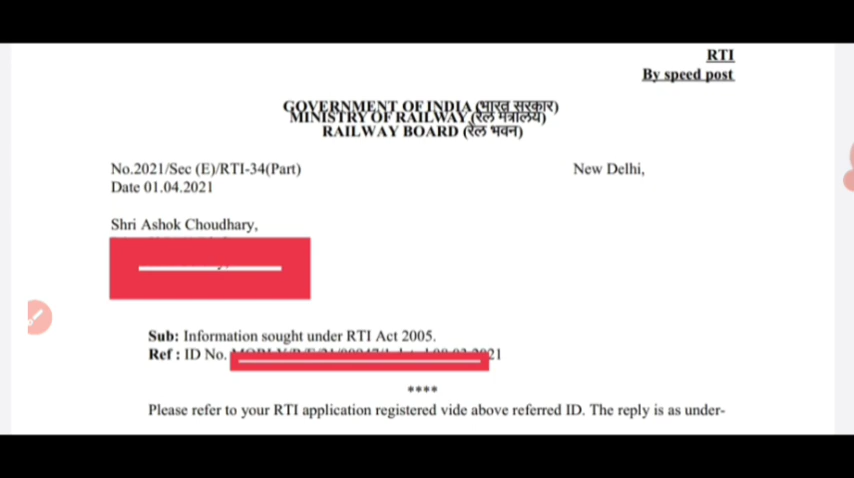 RTI
By speed post
GOVERNMENT OF INDIA (भारत सरकार)
MINISTRY OF RAILWAY (रेल मंत्रालय)
RAILWAY BOARD (रेल भवन)
No.2021/Sec (E)/RTI-34(Part) New Delhi,
Date 01.04.2021
Shri Ashok Choudhary,
Sub: Information sought under RTI Act 2005.
Ref : ID No. 21
****
Please refer to your RTI application registered vide above referred ID. The reply is as under-